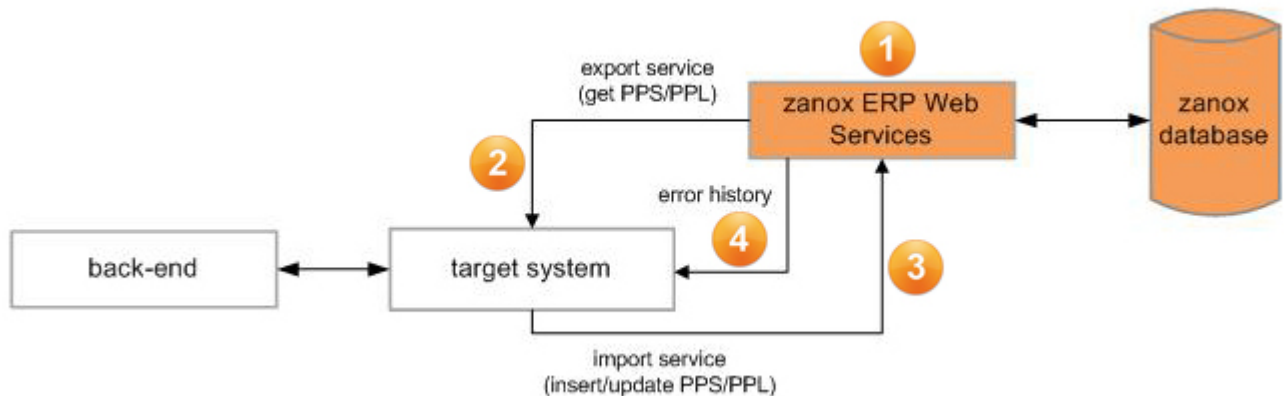 1
export service
(get PPS/PPL)
zanox ERP Web
Services
zanox
database
2
error history
4
3
back-end
target system
import service
(insert/update PPS/PPL)